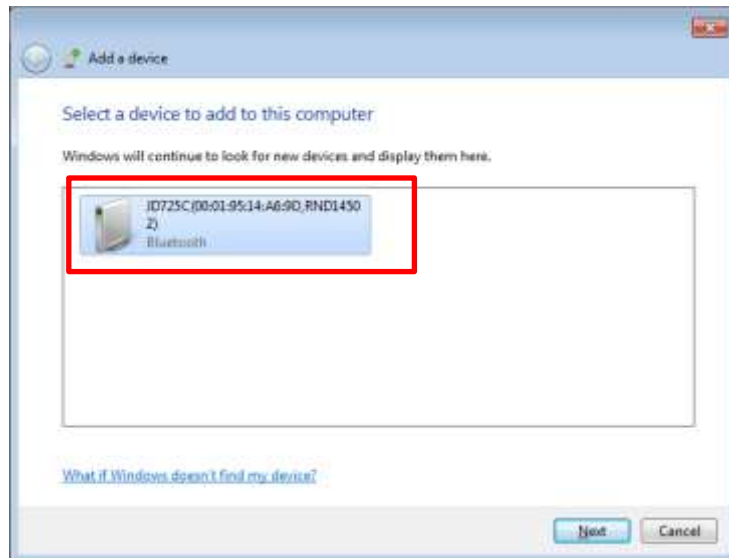 Add a device
Select a device to add to this computer
Windows will continue to look for new devices and display them here.
JD725C(00:01:95:14:A6:9D,RND1450
2)
Bluetooth
What if Windows doesn't find my device?
Next
Cancel